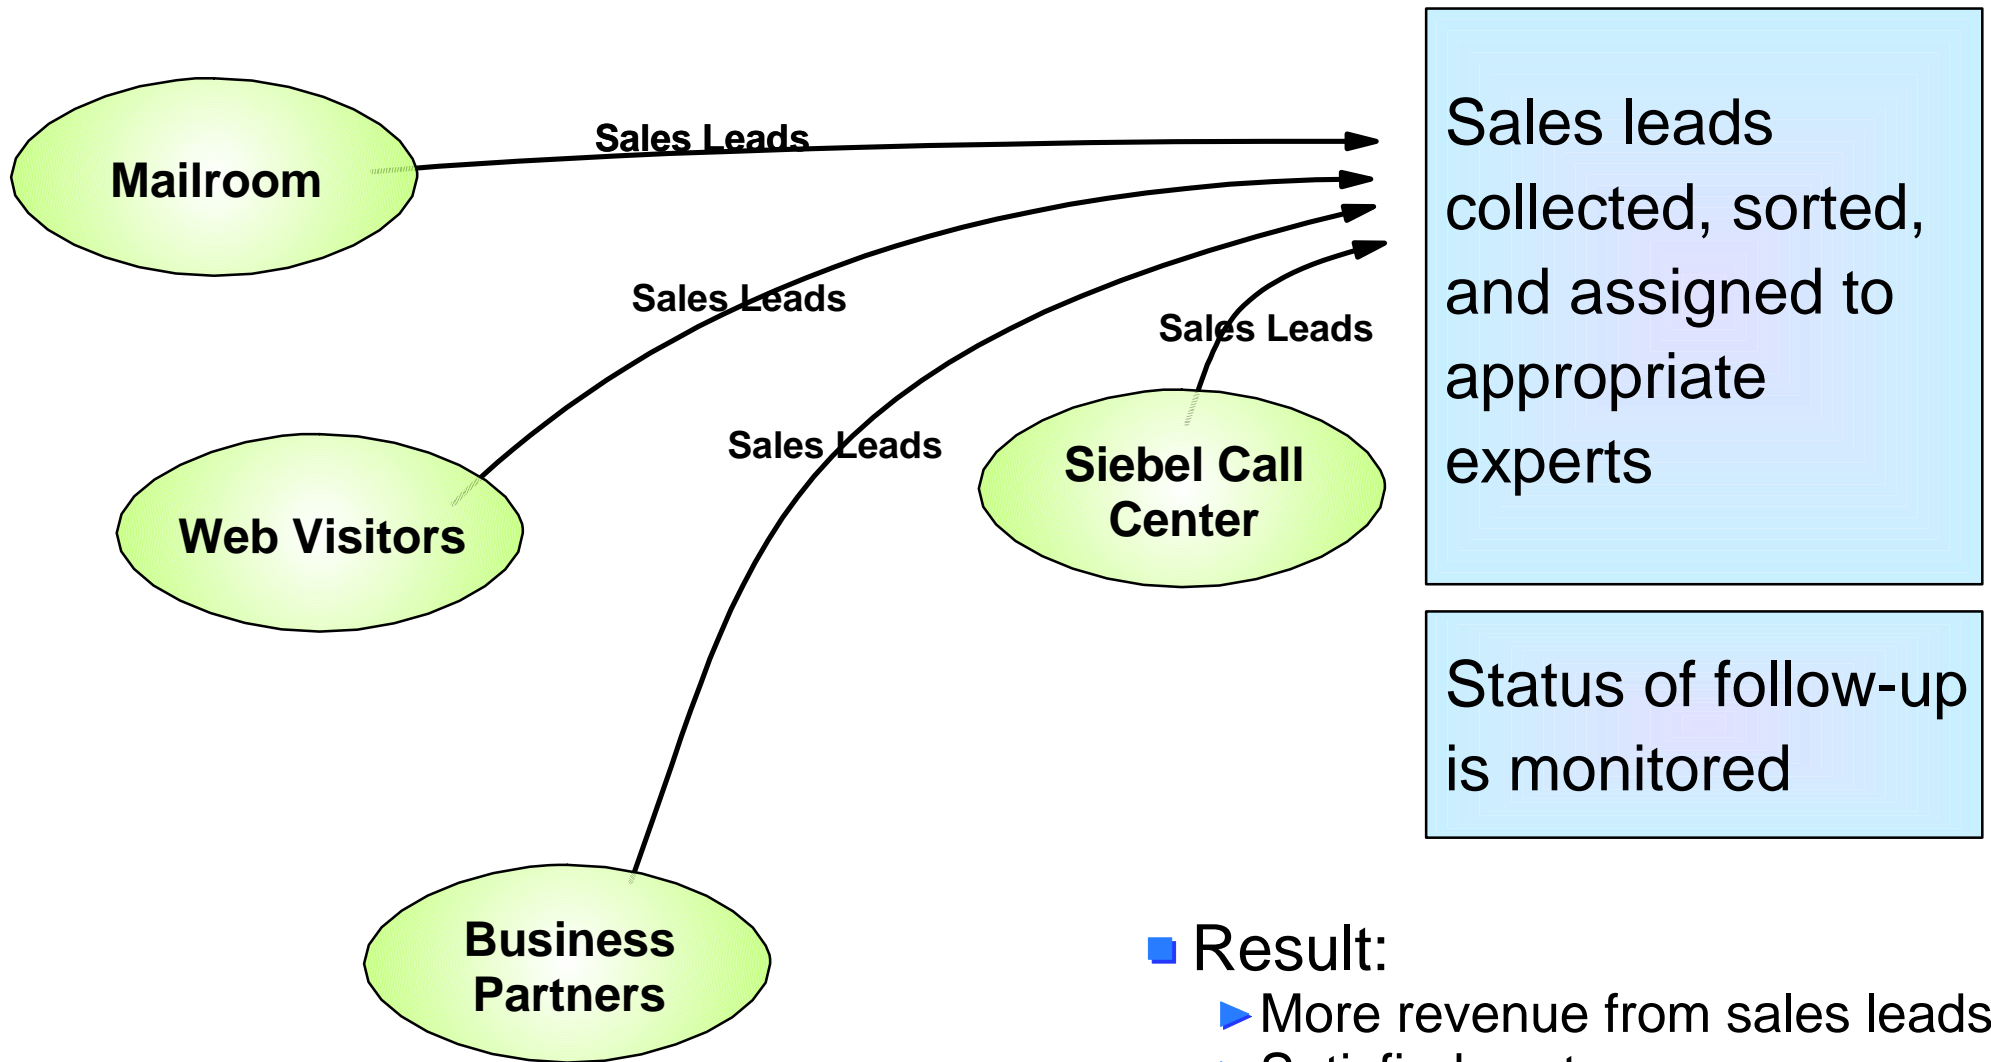 Mailroom
Sales Leads
Web Visitors
Sales Leads
Business
Partners
Sales Leads
Siebel Call
Center
Sales Leads
Sales leads
collected, sorted,
and assigned to
appropriate
experts
Status of follow-up
is monitored
Result:
More revenue from sales leads